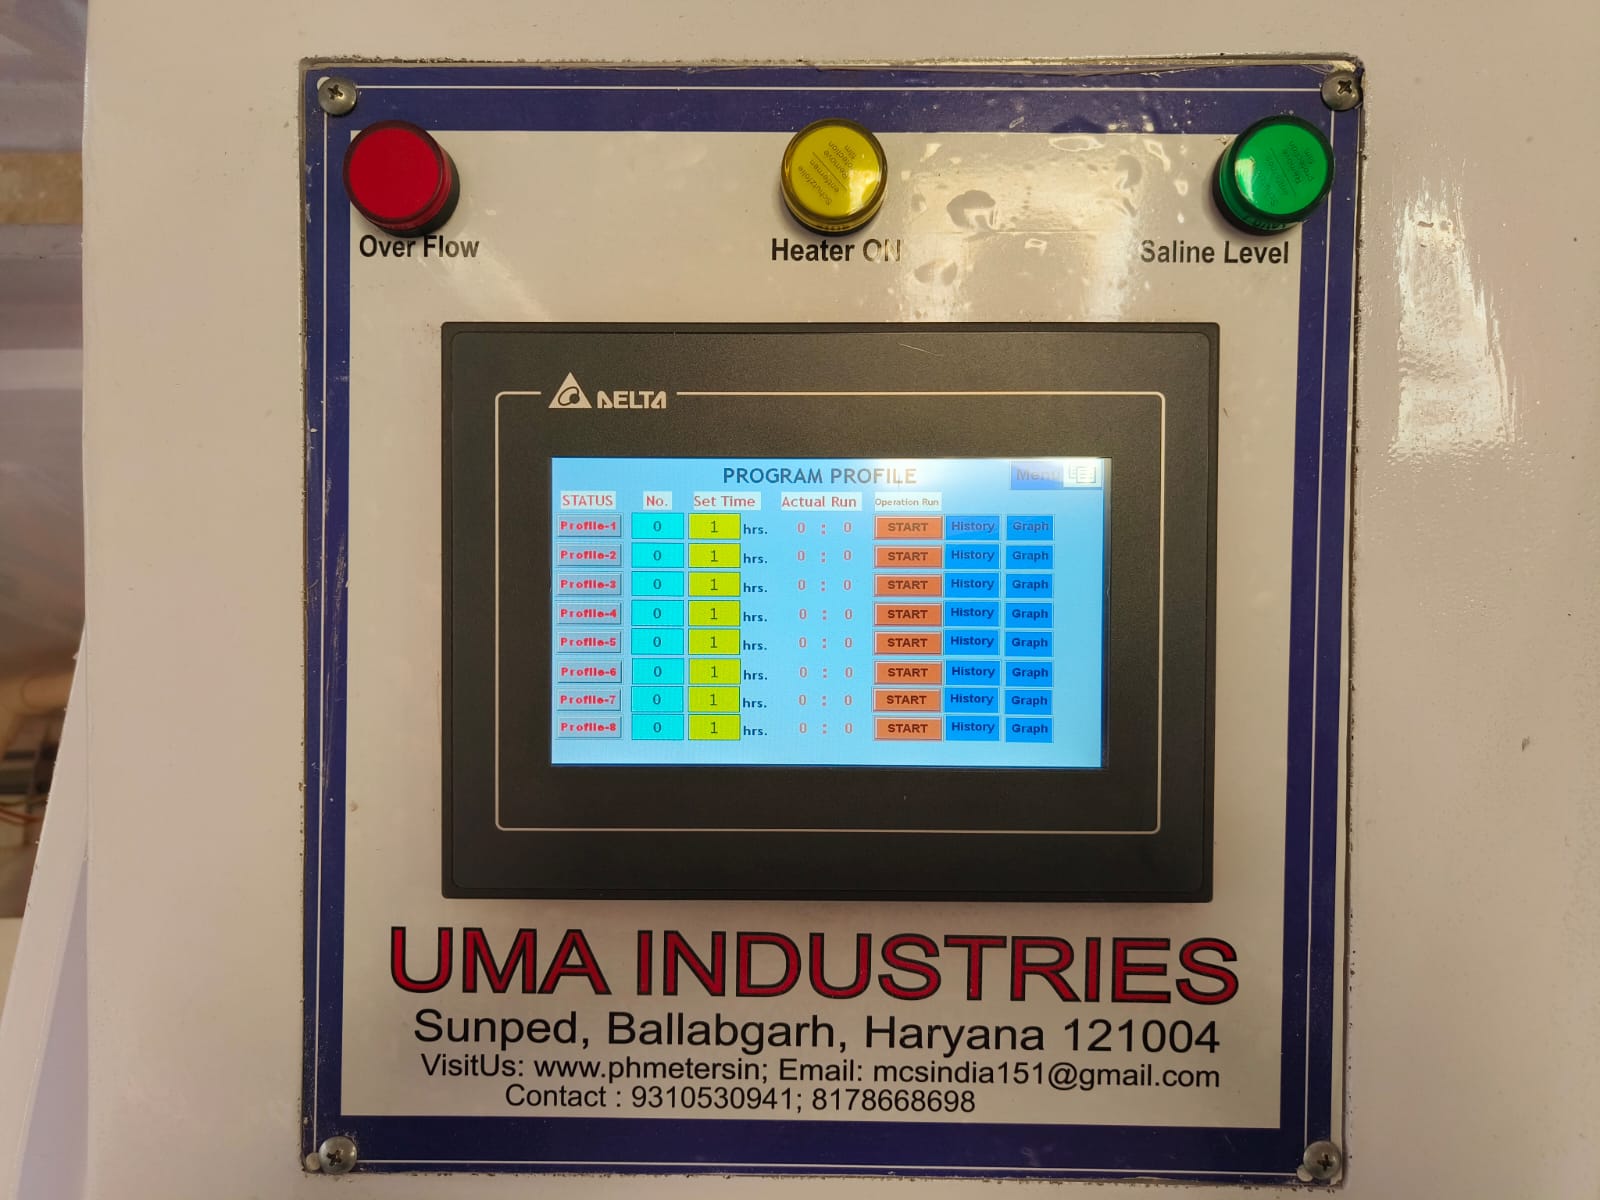 Over Flow
Heater ON
Saline Level
DELTA
PROGRAM PROFILE Menu
STATUS No. Set Time Actual Run Operation Run
Profile-1 0 1 hrs. 0 : 0 START History Graph
Profile-2 0 1 hrs. 0 : 0 START History Graph
Profile-3 0 1 hrs. 0 : 0 START History Graph
Profile-4 0 1 hrs. 0 : 0 START History Graph
Profile-5 0 1 hrs. 0 : 0 START History Graph
Profile-6 0 1 hrs. 0 : 0 START History Graph
Profile-7 0 1 hrs. 0 : 0 START History Graph
Profile-8 0 1 hrs. 0 : 0 START History Graph
UMA INDUSTRIES
Sunped, Ballabgarh, Haryana 121004
VisitUs: www.phmetersin; Email: mcsindia151@gmail.com
Contact : 9310530941; 8178668698